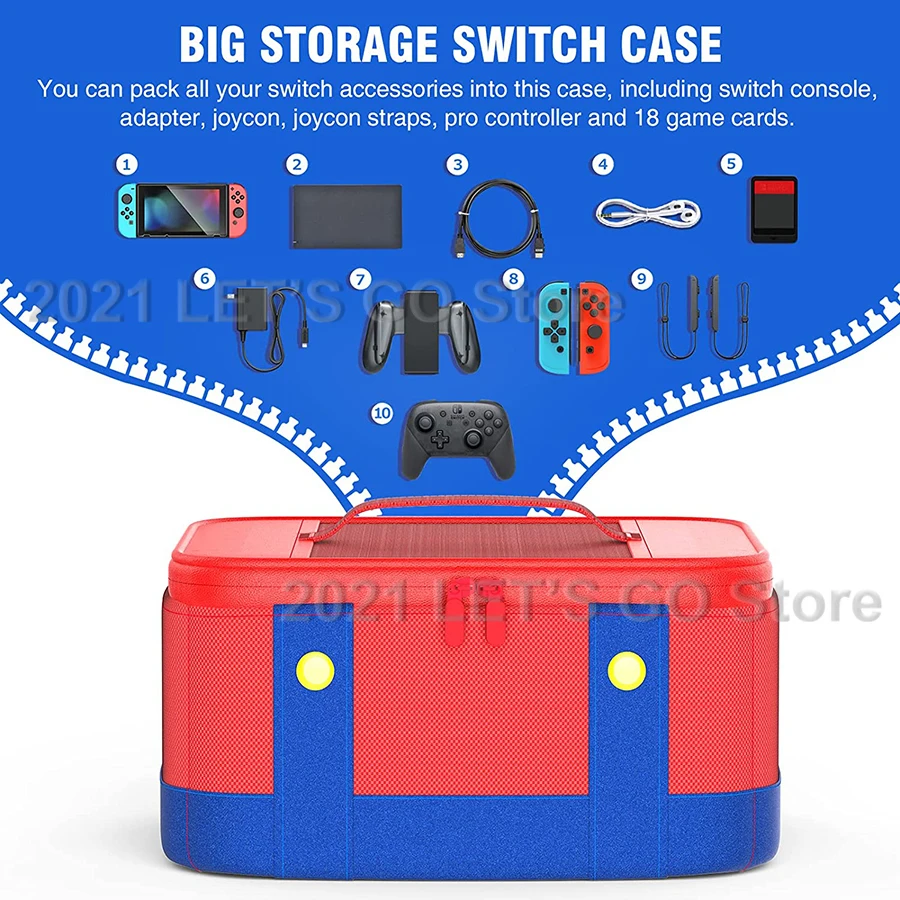 BIG STORAGE SWITCH CASE
You can pack all your switch accessories into this case, including switch console,
adapter, joycon, joycon straps, pro controller and 18 game cards.
1 2 3 4 5
2021 LET'S GO Store
6 7 8 9
10
2021 LET'S GO Store